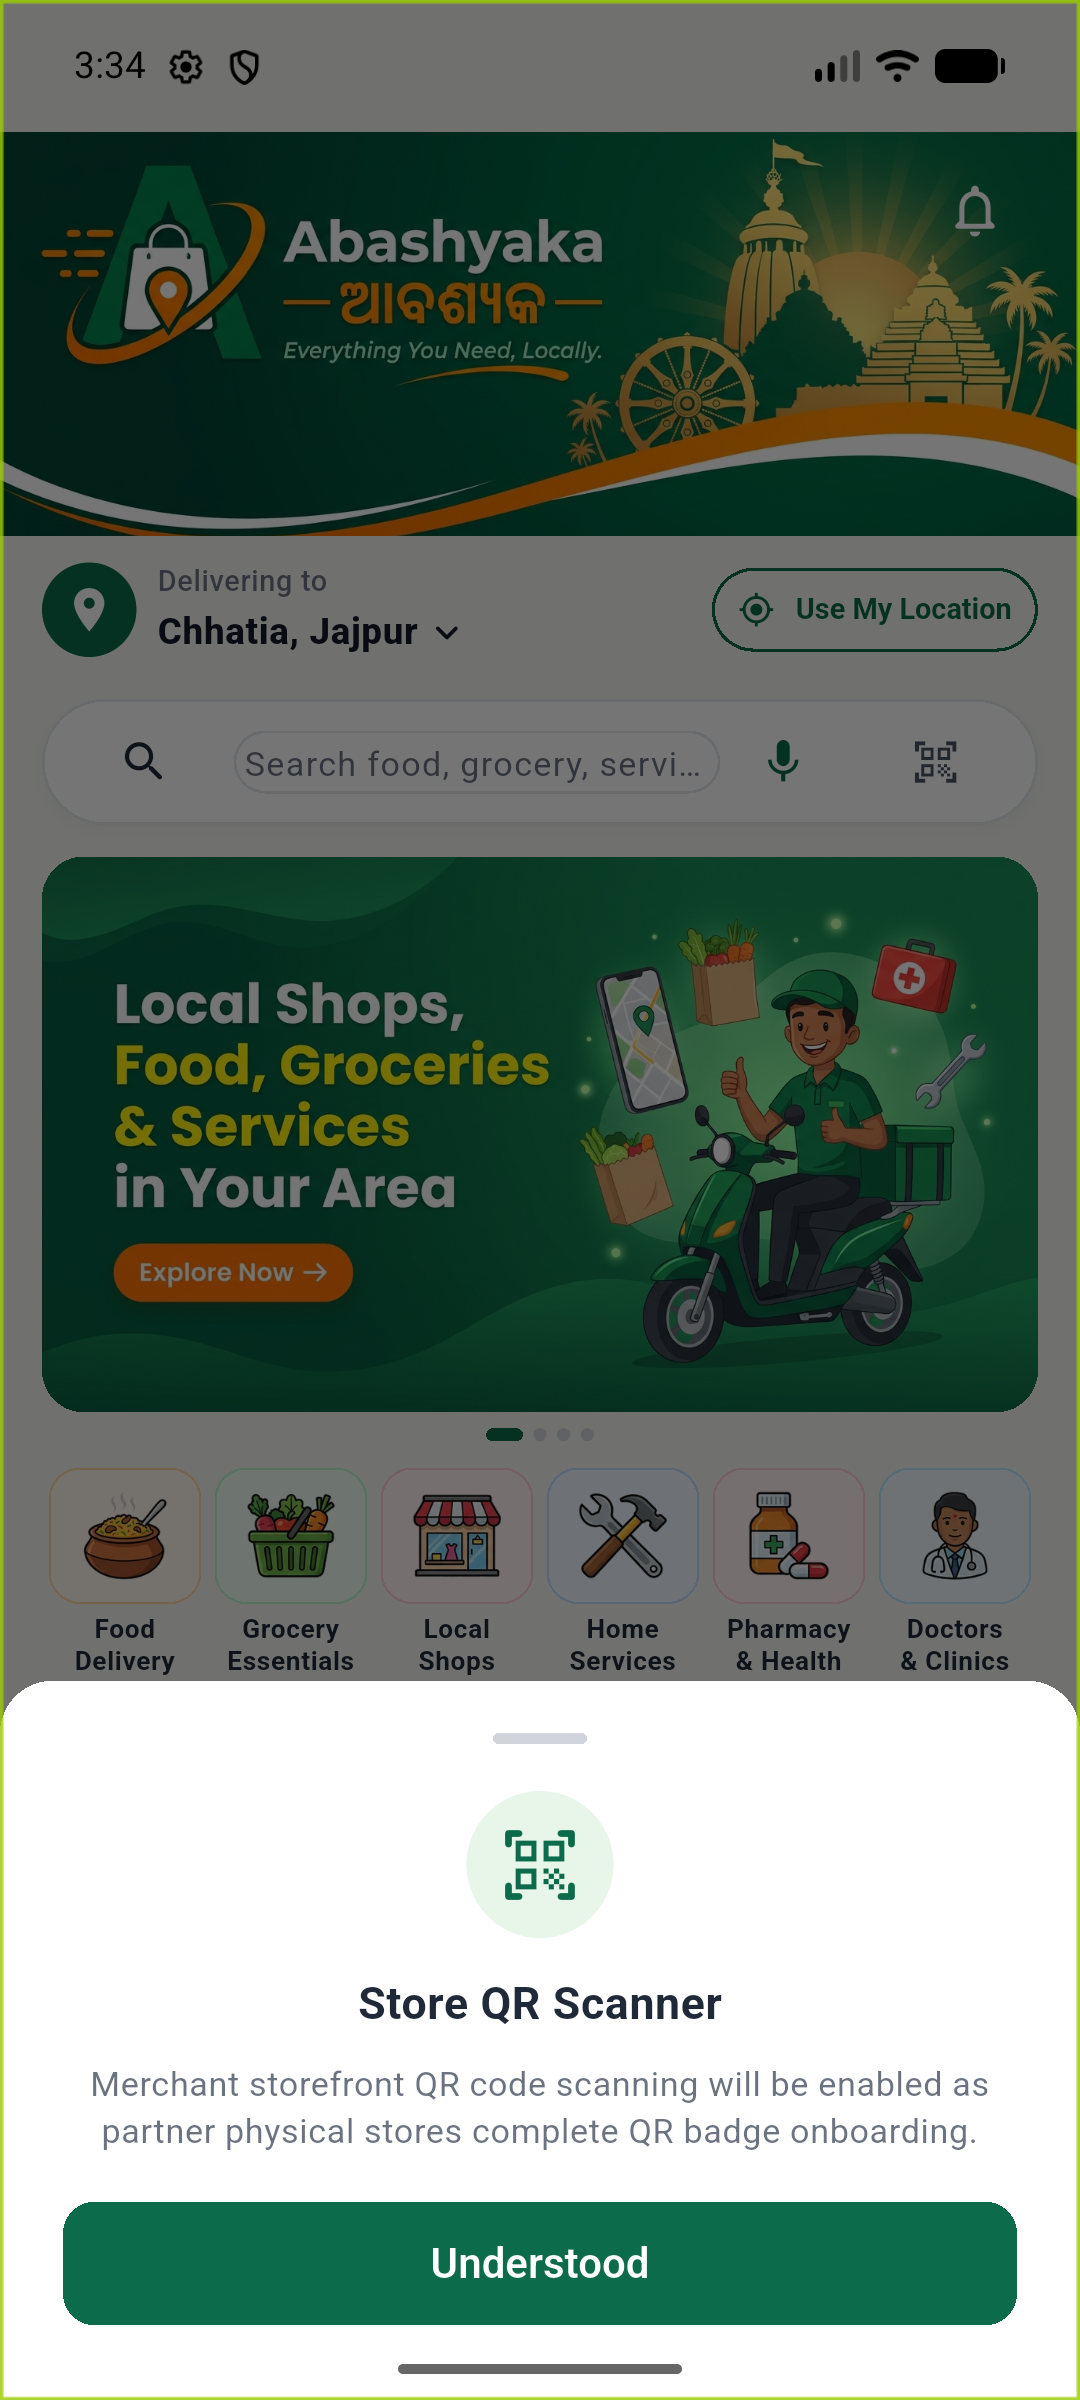 3:34
Abashyaka
ଆବଶ୍ୟକ
Everything You Need, Locally.
Delivering to
Chhatia, Jajpur
Use My Location
Search food, grocery, servi...
Local Shops,
Food, Groceries
& Services
in Your Area
Explore Now →
Food
Delivery
Grocery
Essentials
Local
Shops
Home
Services
Pharmacy
& Health
Doctors
& Clinics
Store QR Scanner
Merchant storefront QR code scanning will be enabled as
partner physical stores complete QR badge onboarding.
Understood